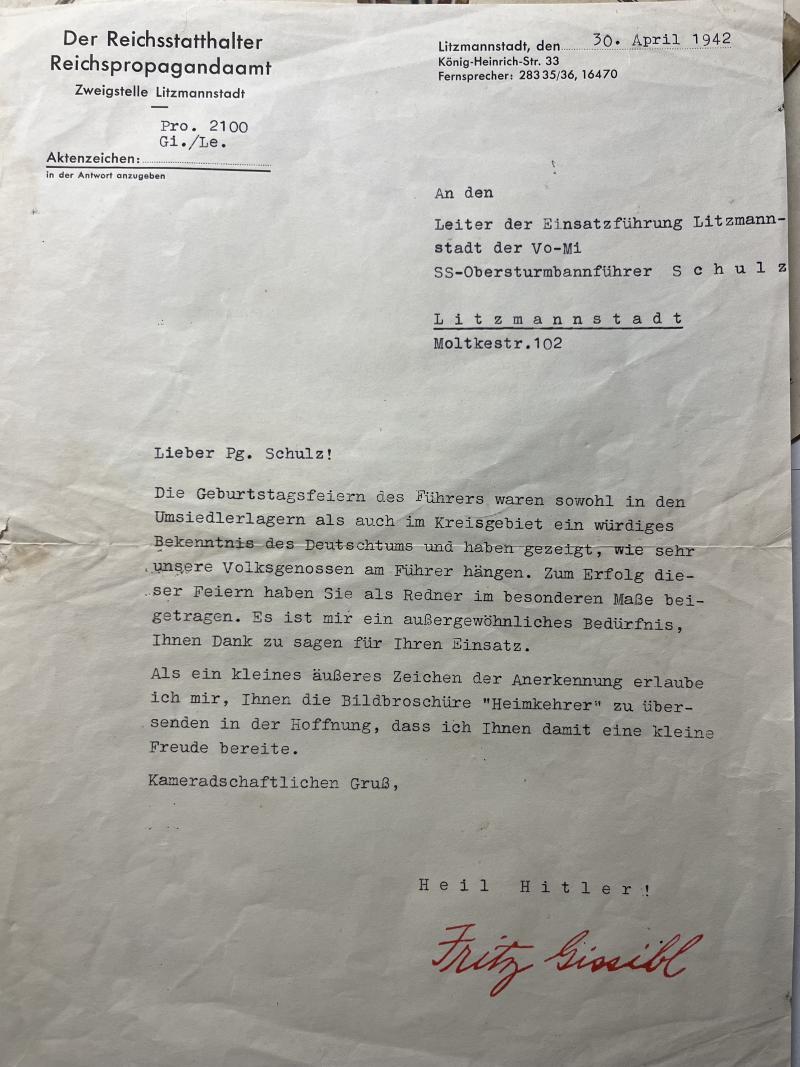 Der Reichsstatthalter
Reichspropagandaamt
Zweigstelle Litzmannstadt
Pro. 2100
Gi./Le.
Aktenzeichen:
in der Antwort anzugeben
Litzmannstadt, den 30. April 1942
König-Heinrich-Str. 33
Fernsprecher: 28335/36, 16470
An den
Leiter der Einsatzführung Litzmann-
stadt der Vo-Mi
SS-Obersturmbannführer S c h u l z
L i t z m a n n s t a d t
Moltkestr.102
Lieber Pg. Schulz!
Die Geburtstagsfeiern des Führers waren sowohl in den
Umsiedlerlagern als auch im Kreisgebiet ein würdiges
Bekenntnis des Deutschtums und haben gezeigt, wie sehr
unsere Volksgenossen am Führer hängen. Zum Erfolg die-
ser Feiern haben Sie als Redner im besonderen Maße bei-
getragen. Es ist mir ein außergewöhnliches Bedürfnis,
Ihnen Dank zu sagen für Ihren Einsatz.
Als ein kleines äußeres Zeichen der Anerkennung erlaube
ich mir, Ihnen die Bildbroschüre "Heimkehrer" zu über-
senden in der Hoffnung, dass ich Ihnen damit eine kleine
Freude bereite.
Kameradschaftlichen Gruß,
H e i l H i t l e r !
Fritz Gissibl